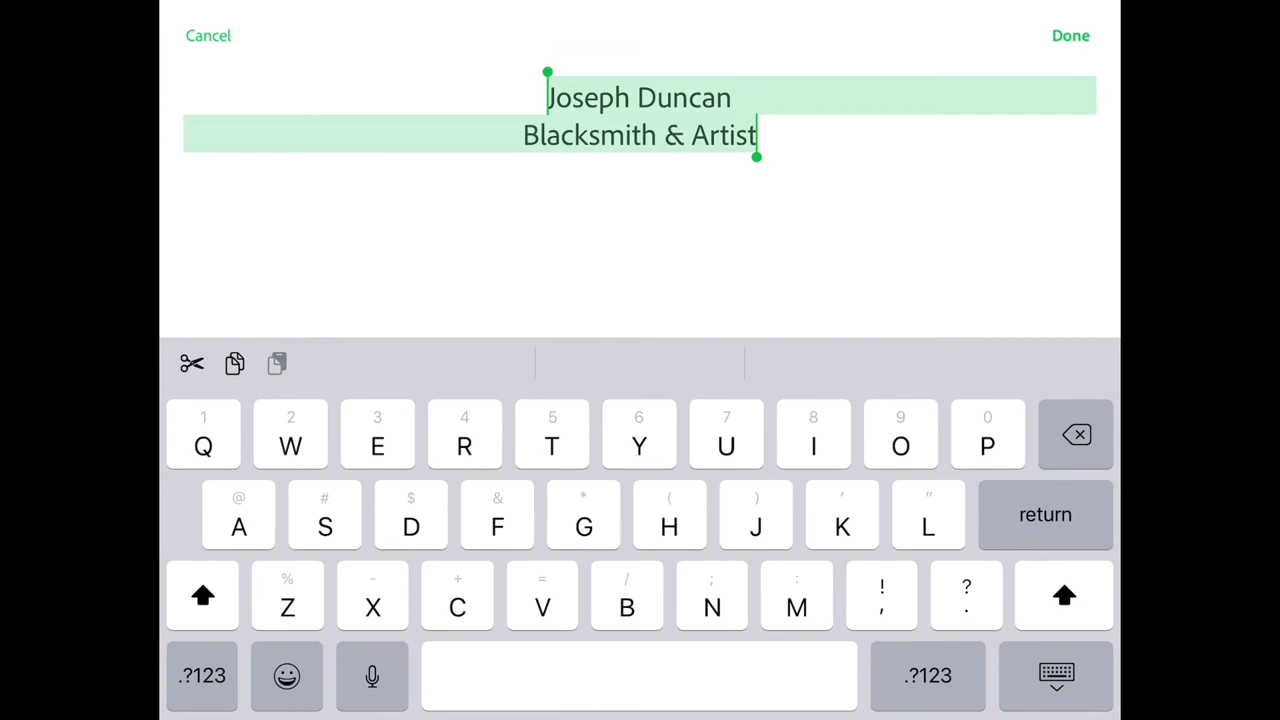 Cancel Done
Joseph Duncan
Blacksmith & Artist
1 2 3 4 5 6 7 8 9 0
Q W E R T Y U I O P
@ # $ & * ( ) ' "
A S D F G H J K L return
% - + = / ; : ! ?
Z X C V B N M , .
.?123 .?123